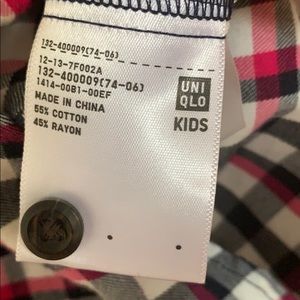 132-400009(74-06)
12-13-7F002A
132-400009(74-06)
1414-00B1-00EF
MADE IN CHINA
55% COTTON
45% RAYON
UNI
QLO
KIDS